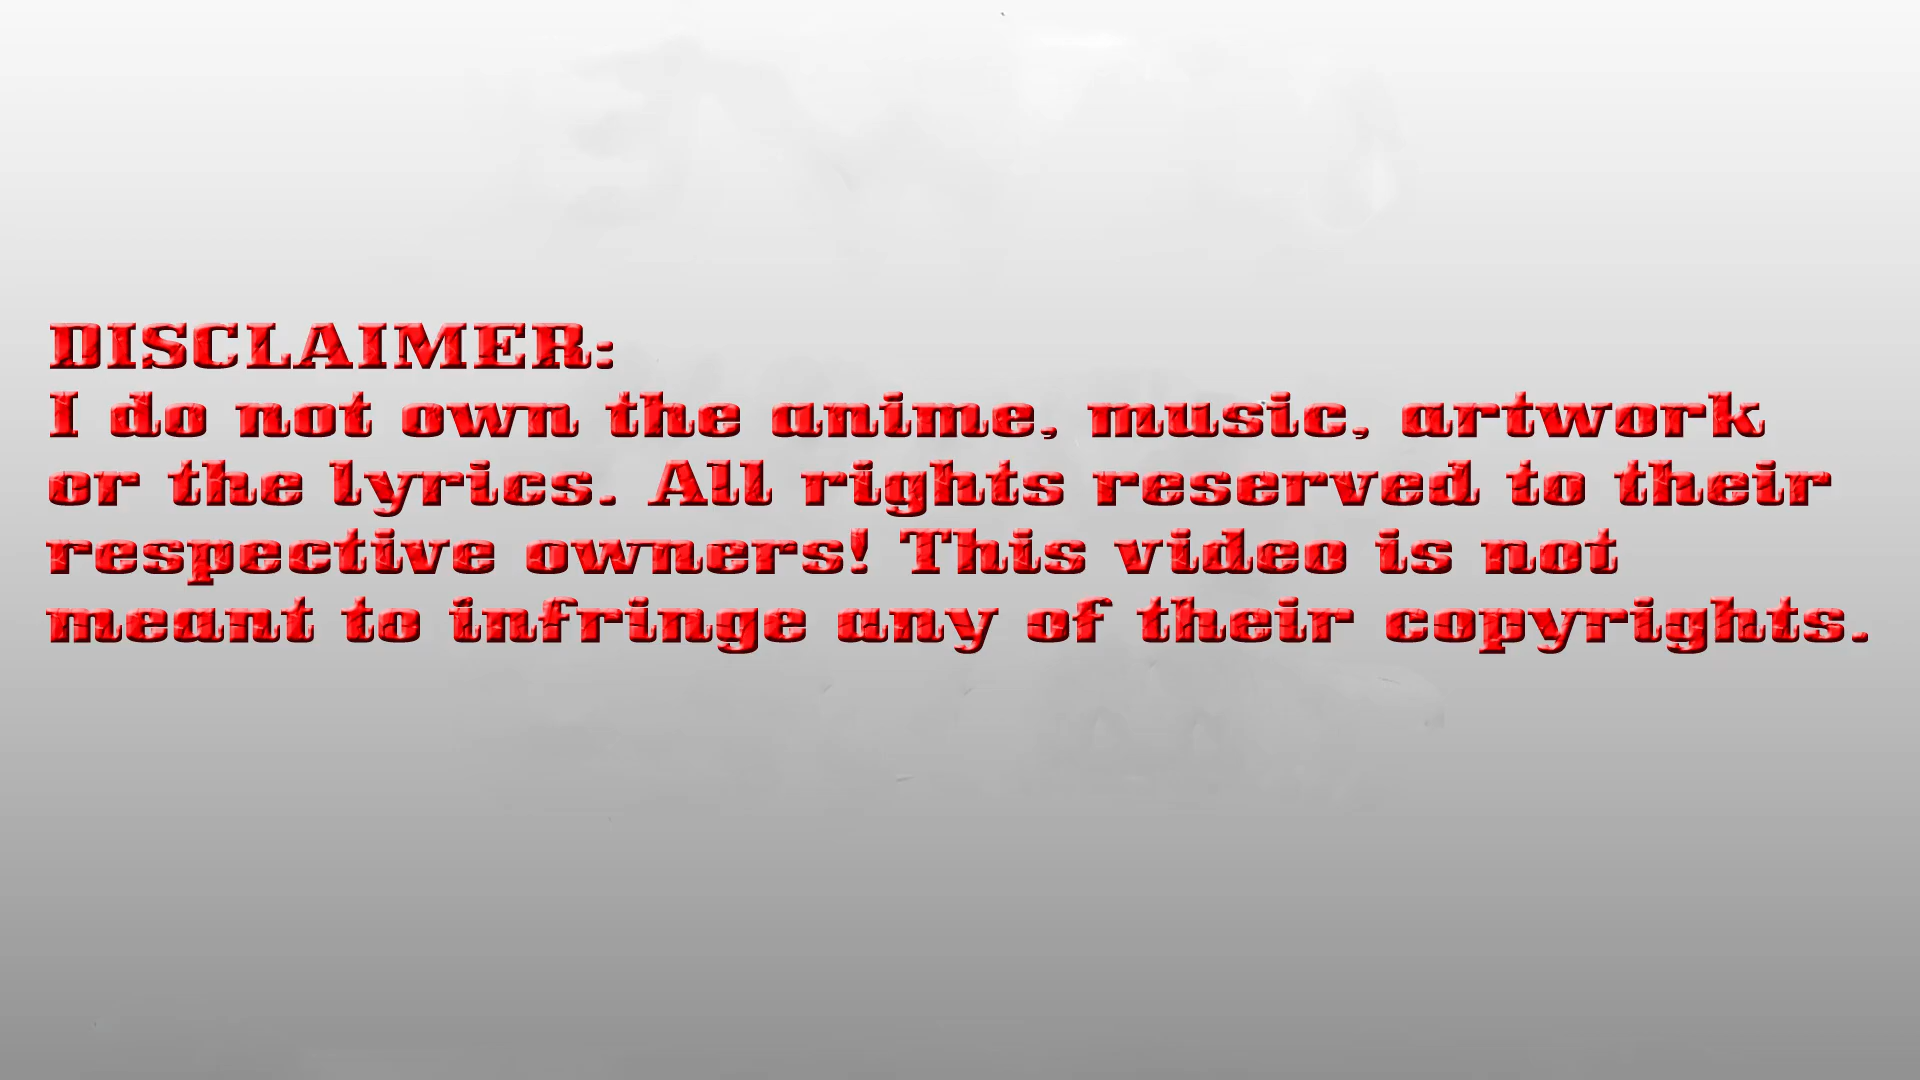 DISCLAIMER:
I do not own the anime, music, artwork
or the lyrics. All rights reserved to their
respective owners! This video is not
meant to infringe any of their copyrights.